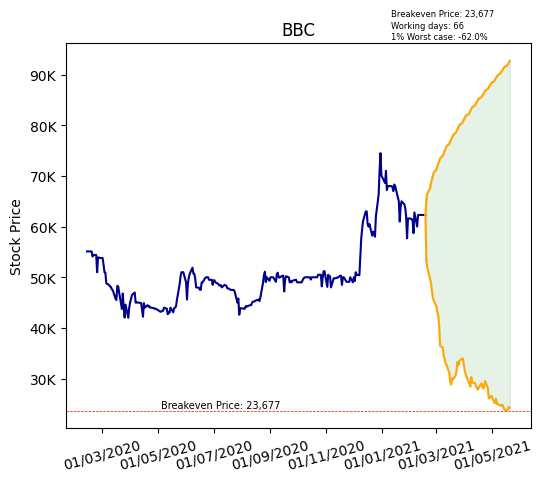 Breakeven Price: 23,677
Working days: 66
1% Worst case: -62.0%
BBC
Stock Price
90K
80K
70K
60K
50K
40K
30K
Breakeven Price: 23,677
01/03/2020
01/05/2020
01/07/2020
01/09/2020
01/11/2020
01/01/2021
01/03/2021
01/05/2021